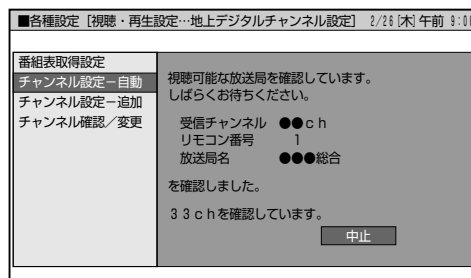 ■各種設定［視聴・再生設定…地上デジタルチャンネル設定］ 2/26[木]午前 9:00
番組表取得設定
チャンネル設定－自動
チャンネル設定－追加
チャンネル確認／変更
視聴可能な放送局を確認しています。
しばらくお待ちください。
受信チャンネル ●●ｃｈ
リモコン番号 1
放送局名 ●●●総合
を確認しました。
３３ｃｈを確認しています。
中止